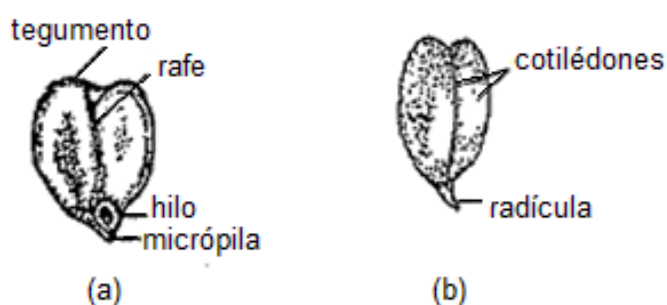 tegumento
rafe
hilo
micrópila
(a)
cotilédones
radícula
(b)